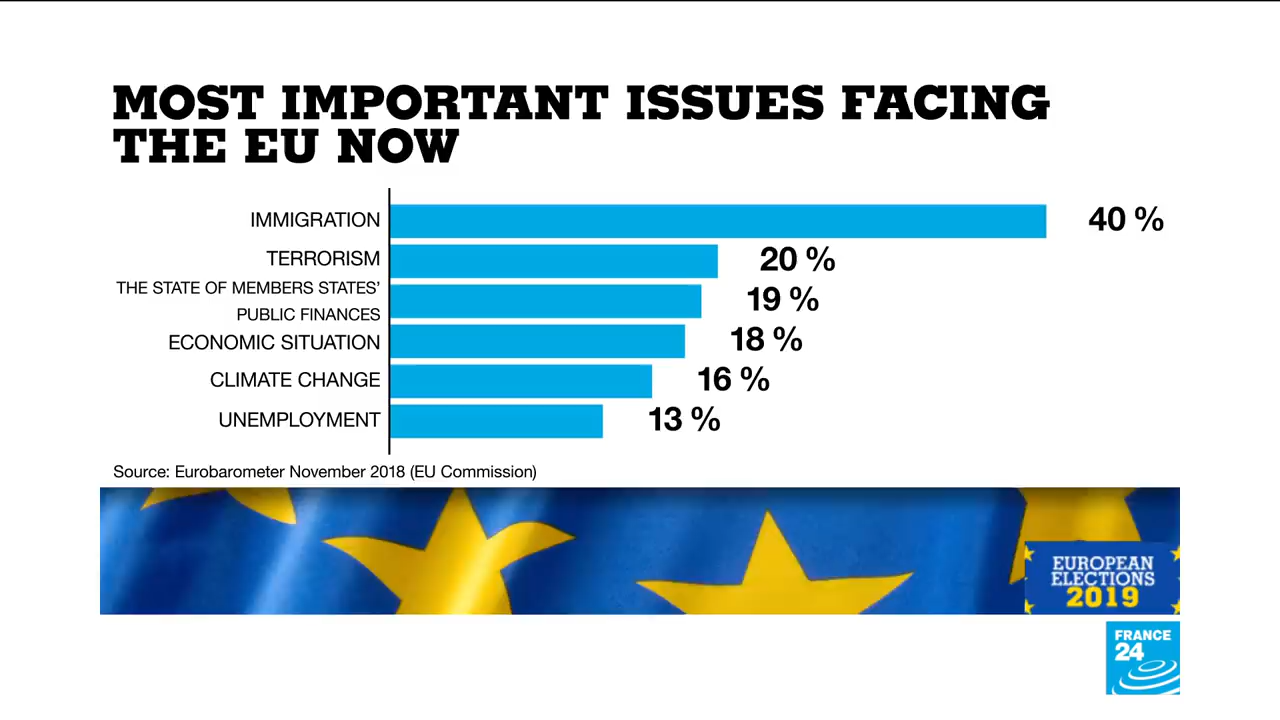 MOST IMPORTANT ISSUES FACING
THE EU NOW
IMMIGRATION 40 %
TERRORISM 20 %
THE STATE OF MEMBERS STATES'
PUBLIC FINANCES 19 %
ECONOMIC SITUATION 18 %
CLIMATE CHANGE 16 %
UNEMPLOYMENT 13 %
Source: Eurobarometer November 2018 (EU Commission)
EUROPEAN
ELECTIONS
2019
FRANCE
24